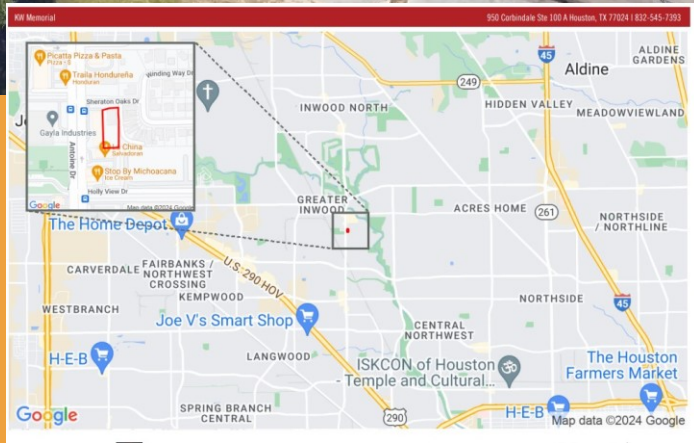 KW Memorial
950 Corbindale Ste 100 A Houston, TX 77024 | 832-545-7393
Picatta Pizza & Pasta
Pizza · $
Traila Hondureña
Honduran
unding Way Dr
Sheraton Oaks Dr
Gayla Industries
China
Salvadoran
Antoine Dr
Stop By Michoacana
Ice Cream
Holly View Dr
Google
Map data ©2024 Google
45
ALDINE
GARDENS
Aldine
249
INWOOD NORTH
HIDDEN VALLEY
MEADOWVIEWLAND
GREATER
INWOOD
ACRES HOME
261
NORTHSIDE
/ NORTHLINE
The Home Depot
U.S. 290 HOV
CARVERDALE
FAIRBANKS /
NORTHWEST
CROSSING
KEMPWOOD
WESTBRANCH
Joe V's Smart Shop
NORTHSIDE
45
CENTRAL
NORTHWEST
H-E-B
LANGWOOD
ISKCON of Houston
- Temple and Cultural...
The Houston
Farmers Market
SPRING BRANCH
CENTRAL
290
H-E-B
Google
Map data ©2024 Google